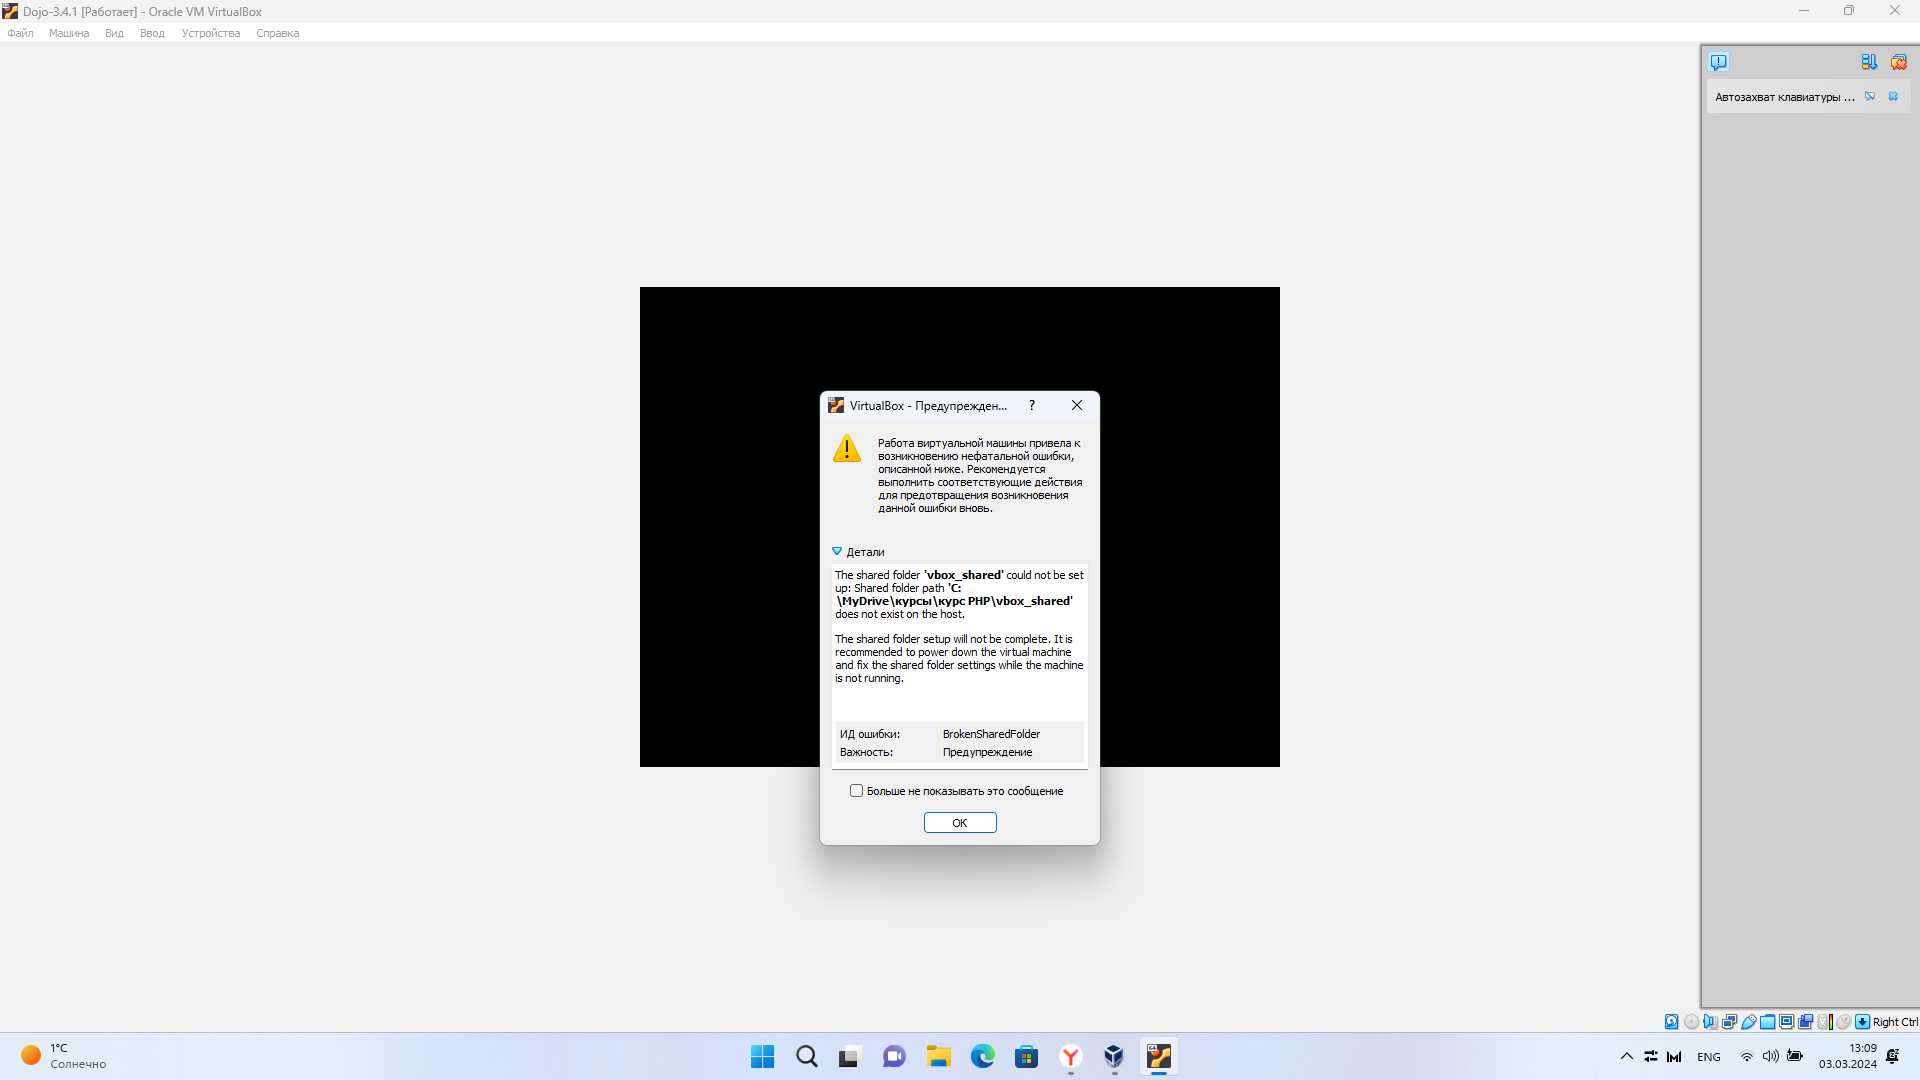 Dojo-3.4.1 [Работает] - Oracle VM VirtualBox
Файл Машина Вид Ввод Устройства Справка
Автозахват клавиатуры ...
VirtualBox - Предупрежден... ?
Работа виртуальной машины привела к
возникновению нефатальной ошибки,
описанной ниже. Рекомендуется
выполнить соответствующие действия
для предотвращения возникновения
данной ошибки вновь.
Детали
The shared folder 'vbox_shared' could not be set
up: Shared folder path 'C:
\MyDrive\курсы\курс PHP\vbox_shared'
does not exist on the host.
The shared folder setup will not be complete. It is
recommended to power down the virtual machine
and fix the shared folder settings while the machine
is not running.
ИД ошибки: BrokenSharedFolder
Важность: Предупреждение
Больше не показывать это сообщение
OK
Right Ctrl
1°C
Солнечно
ENG
13:09
03.03.2024